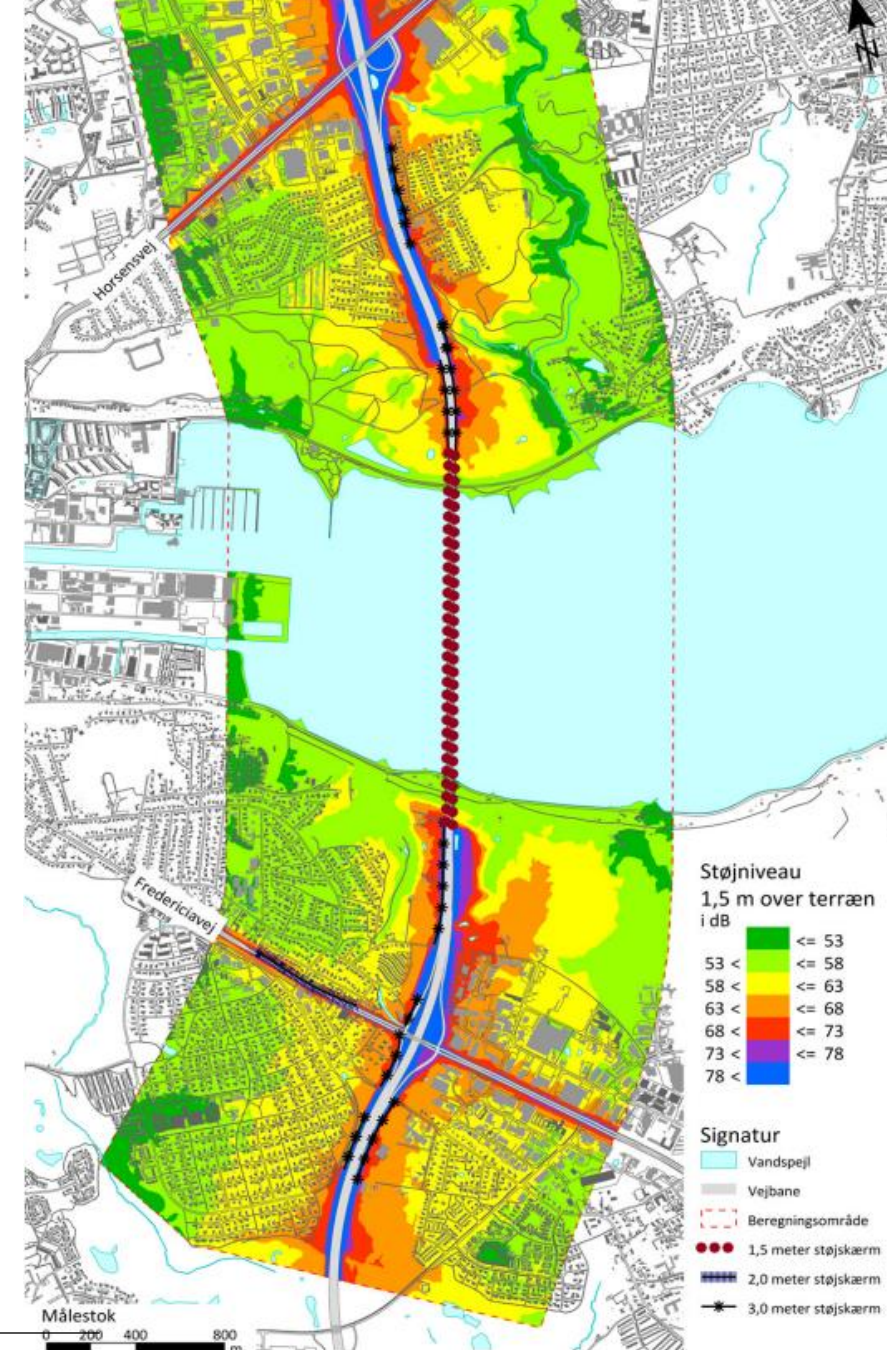 N
Horsensvej
Fredericiavej
Støjniveau
1,5 m over terræn
i dB
<= 53
53 < <= 58
58 < <= 63
63 < <= 68
68 < <= 73
73 < <= 78
78 <
Signatur
Vandspejl
Vejbane
Beregningsområde
1,5 meter støjskærm
2,0 meter støjskærm
3,0 meter støjskærm
Målestok
0 200 400 800
m